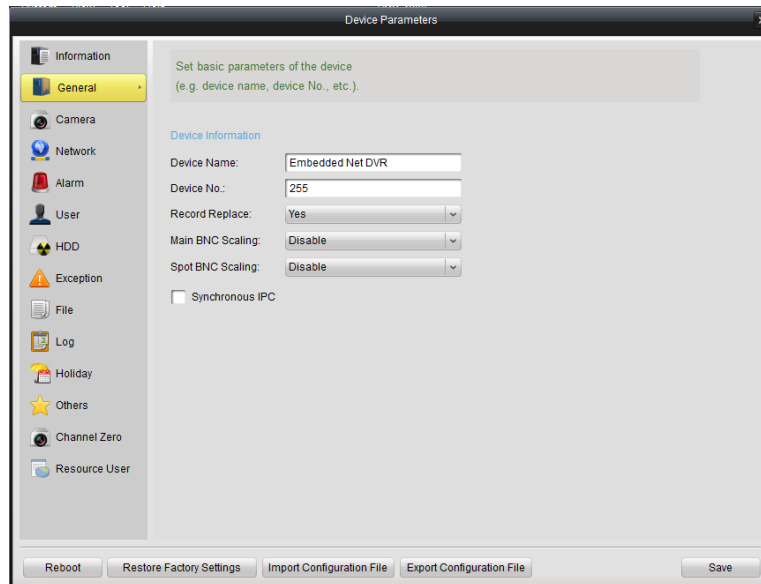 Device Parameters
Information
General
Camera
Network
Alarm
User
HDD
Exception
File
Log
Holiday
Others
Channel Zero
Resource User
Set basic parameters of the device
(e.g. device name, device No., etc.).
Device Information
Device Name: Embedded Net DVR
Device No.: 255
Record Replace: Yes
Main BNC Scaling: Disable
Spot BNC Scaling: Disable
Synchronous IPC
Reboot Restore Factory Settings Import Configuration File Export Configuration File Save